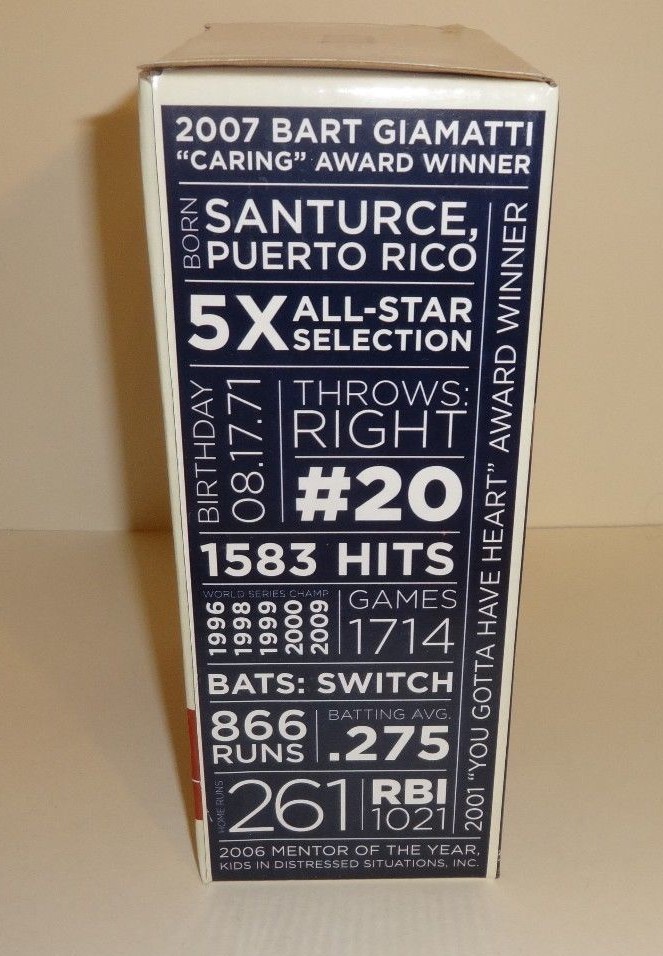 2007 BART GIAMATTI
“CARING” AWARD WINNER
BORN
SANTURCE,
PUERTO RICO
5X
ALL-STAR
SELECTION
BIRTHDAY
08.17.71
THROWS:
RIGHT
#20
1583 HITS
WORLD SERIES CHAMP
1996
1998
1999
2000
2009
GAMES
1714
BATS: SWITCH
866
RUNS
BATTING AVG.
.275
HOME RUNS
261
RBI
1021
2001 “YOU GOTTA HAVE HEART” AWARD WINNER
2006 MENTOR OF THE YEAR,
KIDS IN DISTRESSED SITUATIONS, INC.